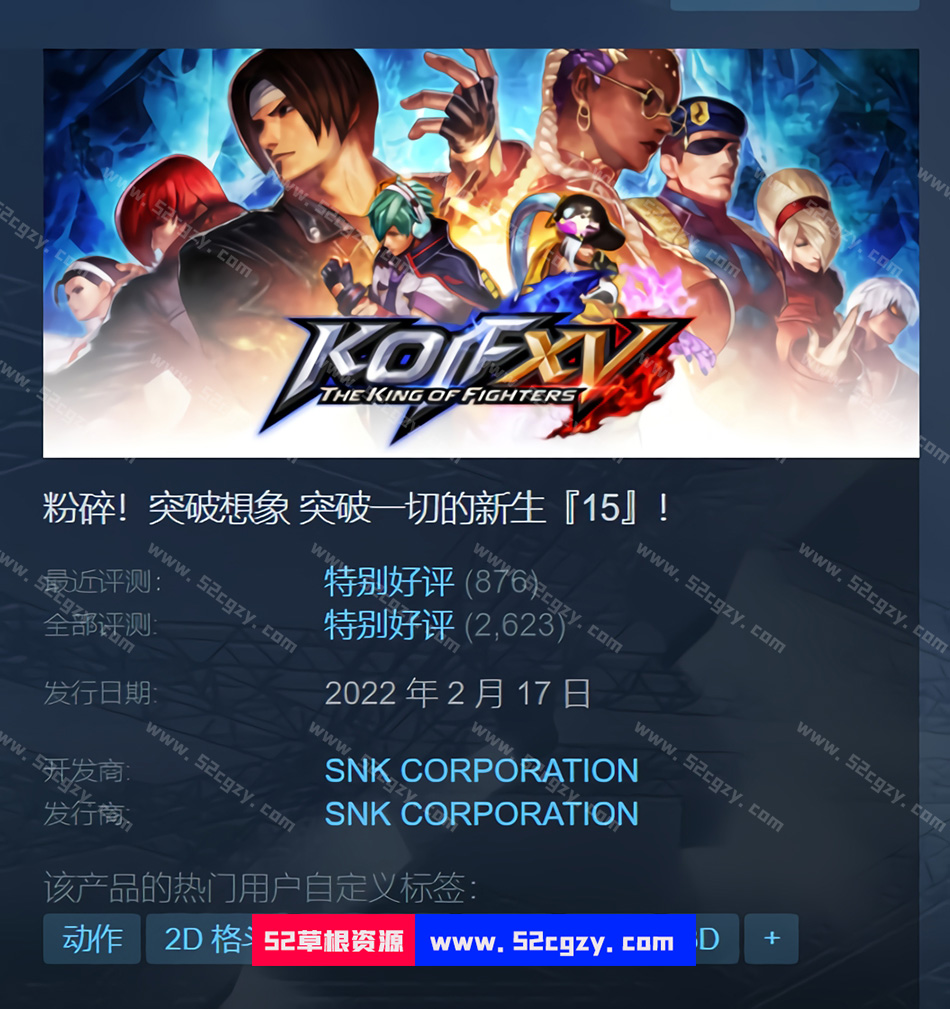 KOFXV
THE KING OF FIGHTERS
粉碎！突破想象 突破一切的新生『15』！
最近评测: 特别好评 (876)
全部评测: 特别好评 (2,623)
发行日期: 2022 年 2 月 17 日
开发商: SNK CORPORATION
发行商: SNK CORPORATION
该产品的热门用户自定义标签:
动作 2D 格 52草根资源 www.52cgzy.com D +
www.52cgzy.com